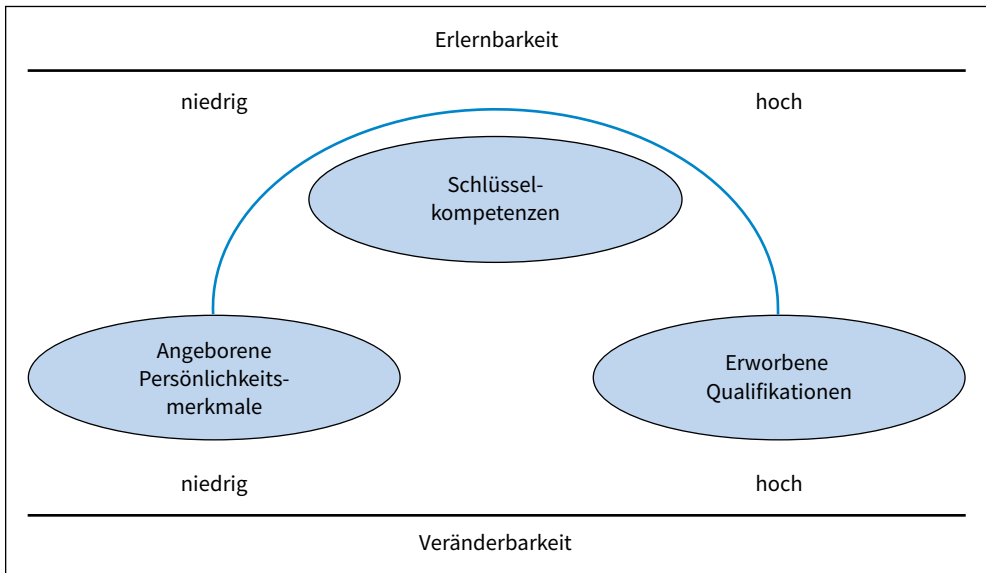 Erlernbarkeit
niedrig
hoch
Schlüssel-
kompetenzen
Angeborene
Persönlichkeits-
merkmale
Erworbene
Qualifikationen
niedrig
hoch
Veränderbarkeit